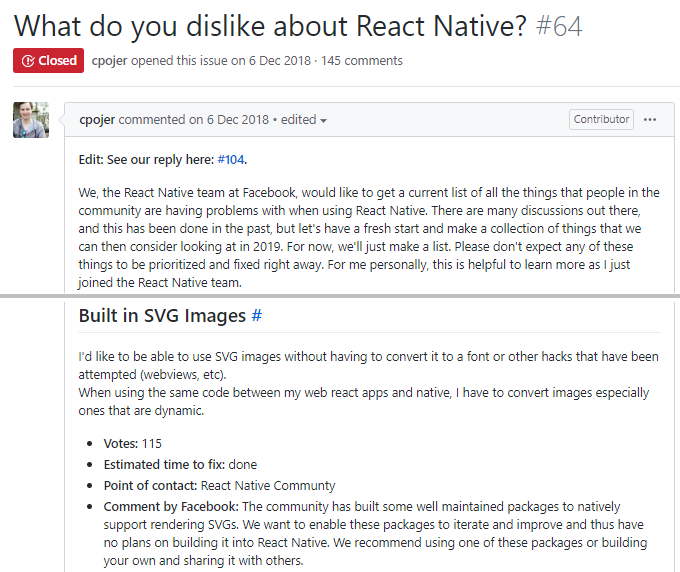 What do you dislike about React Native? #64
Closed cpojer opened this issue on 6 Dec 2018 · 145 comments
cpojer commented on 6 Dec 2018 • edited
Contributor
Edit: See our reply here: #104.
We, the React Native team at Facebook, would like to get a current list of all the things that people in the
community are having problems with when using React Native. There are many discussions out there,
and this has been done in the past, but let's have a fresh start and make a collection of things that we
can then consider looking at in 2019. For now, we'll just make a list. Please don't expect any of these
things to be prioritized and fixed right away. For me personally, this is helpful to learn more as I just
joined the React Native team.
Built in SVG Images #
I'd like to be able to use SVG images without having to convert it to a font or other hacks that have been
attempted (webviews, etc).
When using the same code between my web react apps and native, I have to convert images especially
ones that are dynamic.
• Votes: 115
• Estimated time to fix: done
• Point of contact: React Native Communty
• Comment by Facebook: The community has built some well maintained packages to natively
support rendering SVGs. We want to enable these packages to iterate and improve and thus have
no plans on building it into React Native. We recommend using one of these packages or building
your own and sharing it with others.